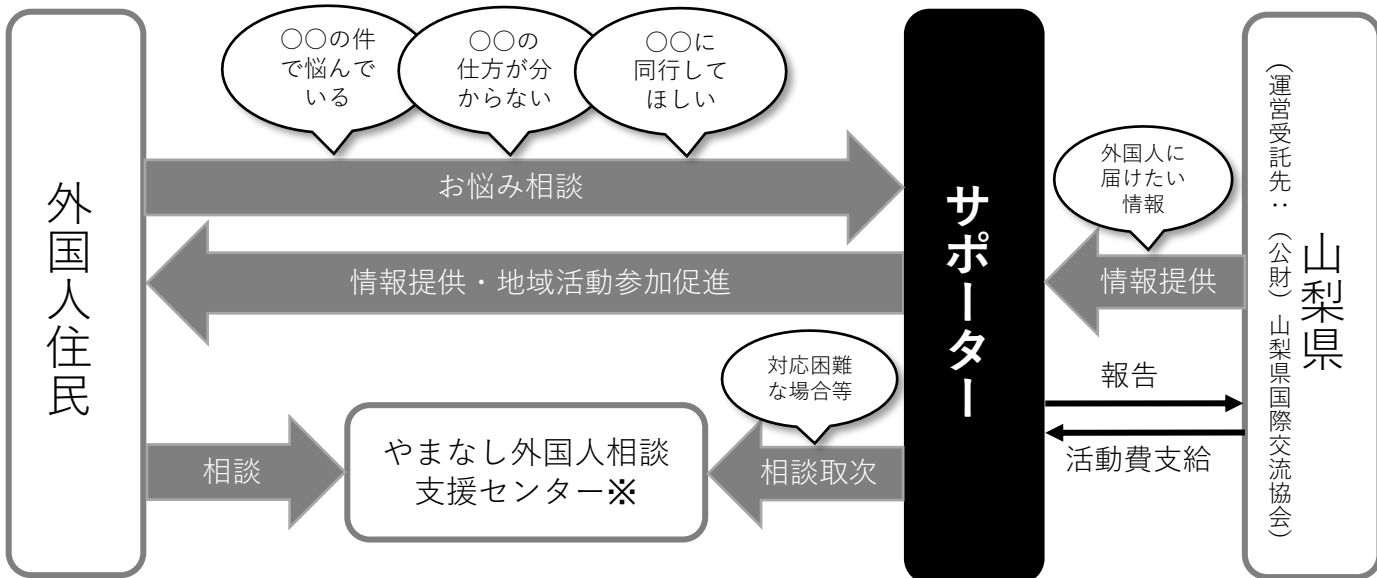 外国人住民
〇〇の件
で悩んで
いる
〇〇の
仕方が分
からない
〇〇に
同行して
ほしい
お悩み相談
情報提供・地域活動参加促進
対応困難
な場合等
相談
やまなし外国人相談
支援センター※
相談取次
サポーター
外国人に
届けたい
情報
情報提供
報告
活動費支給
山梨県
（運営受託先：（公財）山梨県国際交流協会）